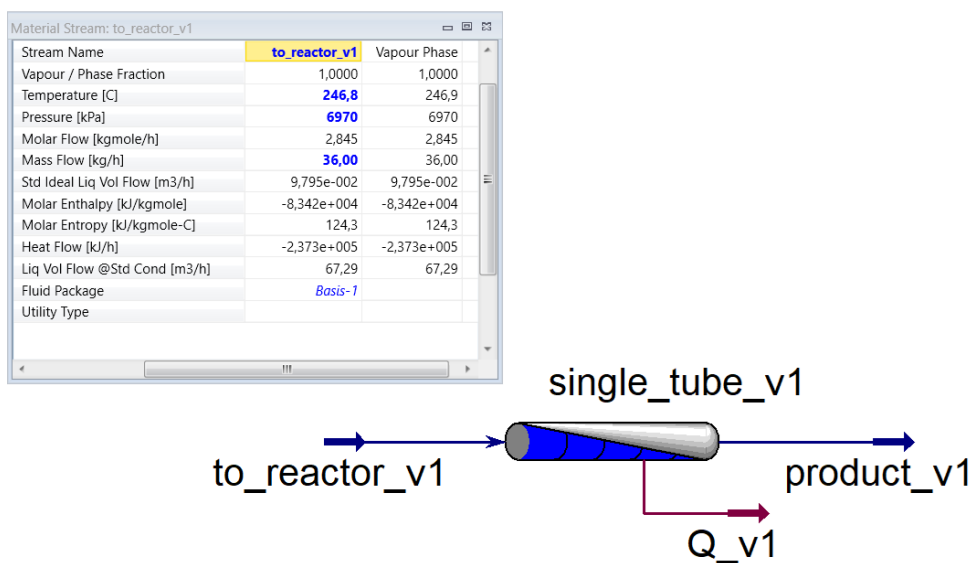 Material Stream: to_reactor_v1
Stream Name to_reactor_v1 Vapour Phase
Vapour / Phase Fraction 1,0000 1,0000
Temperature [C] 246,8 246,9
Pressure [kPa] 6970 6970
Molar Flow [kgmole/h] 2,845 2,845
Mass Flow [kg/h] 36,00 36,00
Std Ideal Liq Vol Flow [m3/h] 9,795e-002 9,795e-002
Molar Enthalpy [kJ/kgmole] -8,342e+004 -8,342e+004
Molar Entropy [kJ/kgmole-C] 124,3 124,3
Heat Flow [kJ/h] -2,373e+005 -2,373e+005
Liq Vol Flow @Std Cond [m3/h] 67,29 67,29
Fluid Package Basis-1
Utility Type
single_tube_v1
to_reactor_v1
product_v1
Q_v1